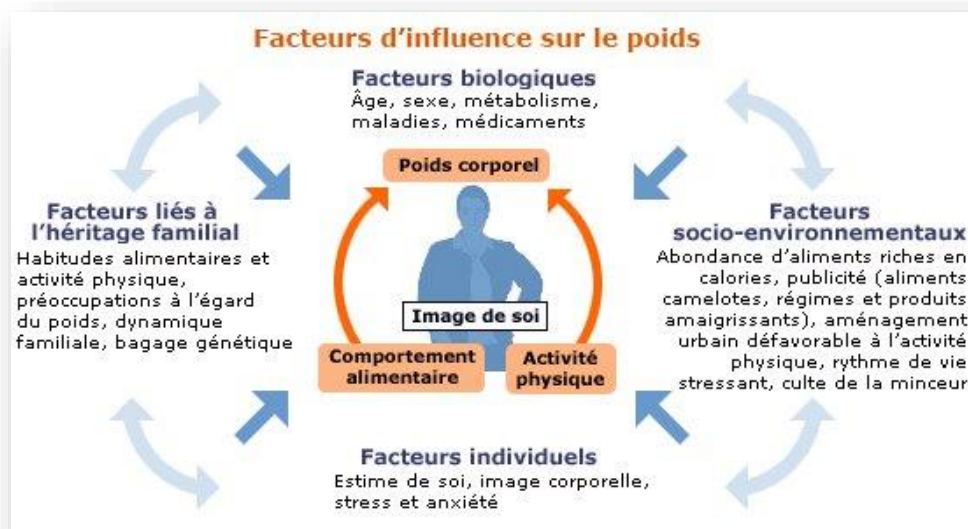 Facteurs d'influence sur le poids
Facteurs biologiques
Âge, sexe, métabolisme,
maladies, médicaments
Poids corporel
Facteurs liés à
l'héritage familial
Habitudes alimentaires et
activité physique,
préoccupations à l'égard
du poids, dynamique
familiale, bagage génétique
Facteurs
socio-environnementaux
Abondance d'aliments riches en
calories, publicité (aliments
camelotes, régimes et produits
amaigrissants), aménagement
urbain défavorable à l'activité
physique, rythme de vie
stressant, culte de la minceur
Image de soi
Comportement
alimentaire
Activité
physique
Facteurs individuels
Estime de soi, image corporelle,
stress et anxiété